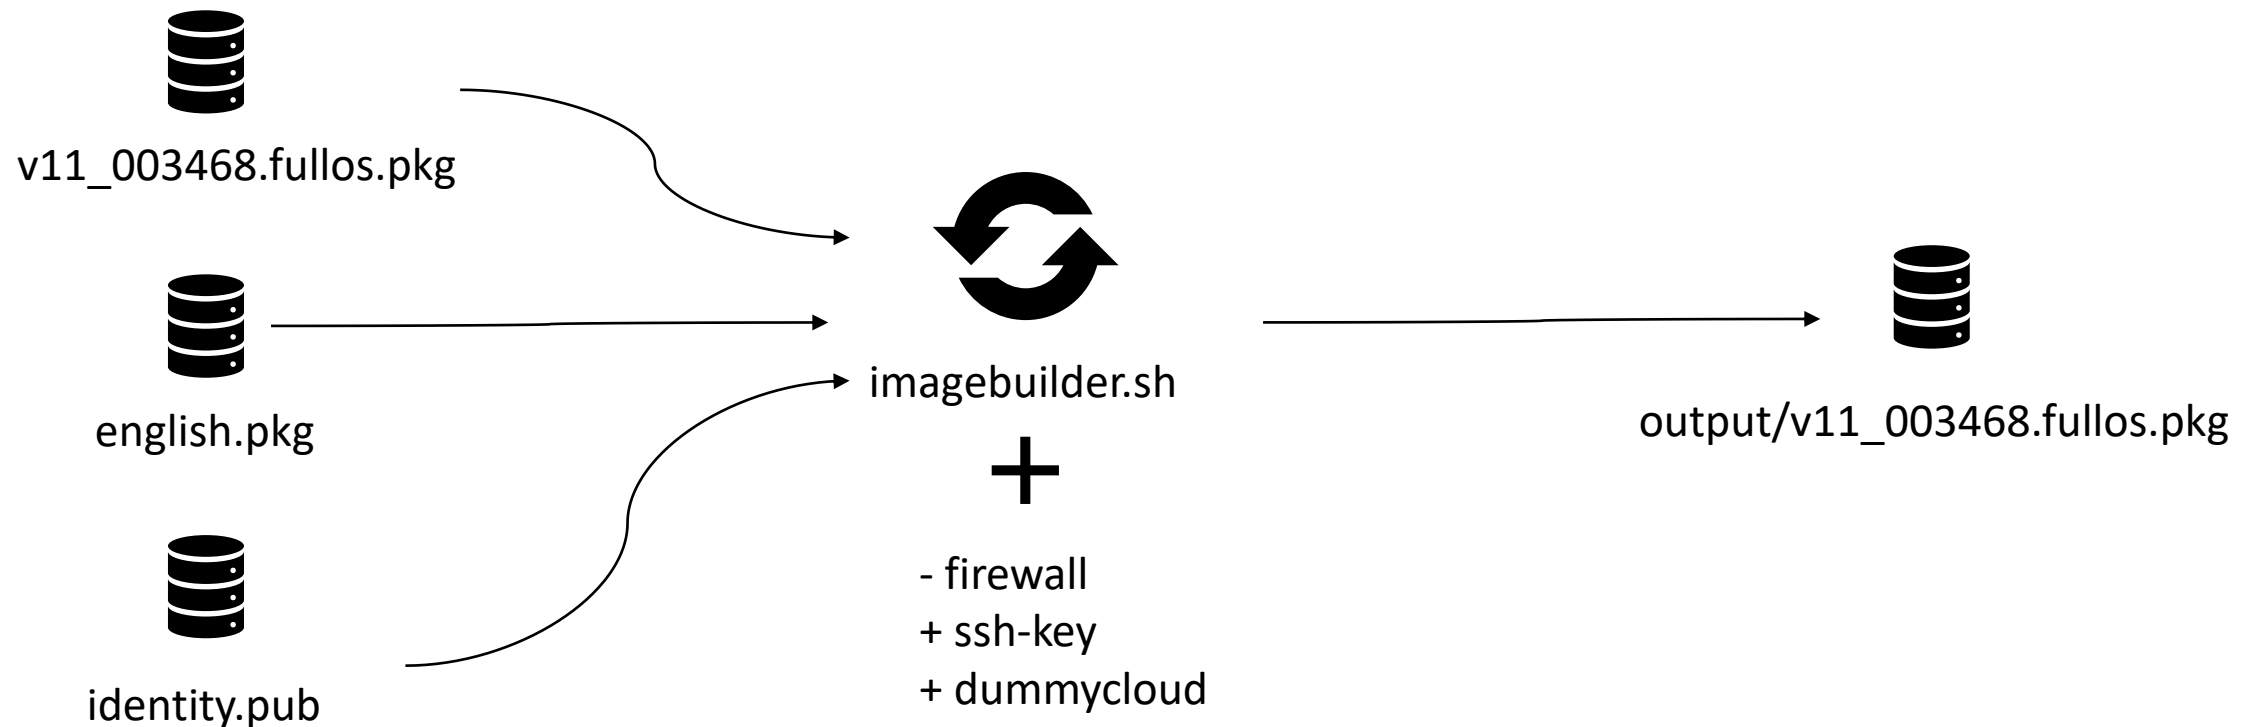 v11_003468.fullos.pkg
english.pkg
identity.pub
imagebuilder.sh
+
- firewall
+ ssh-key
+ dummycloud
output/v11_003468.fullos.pkg